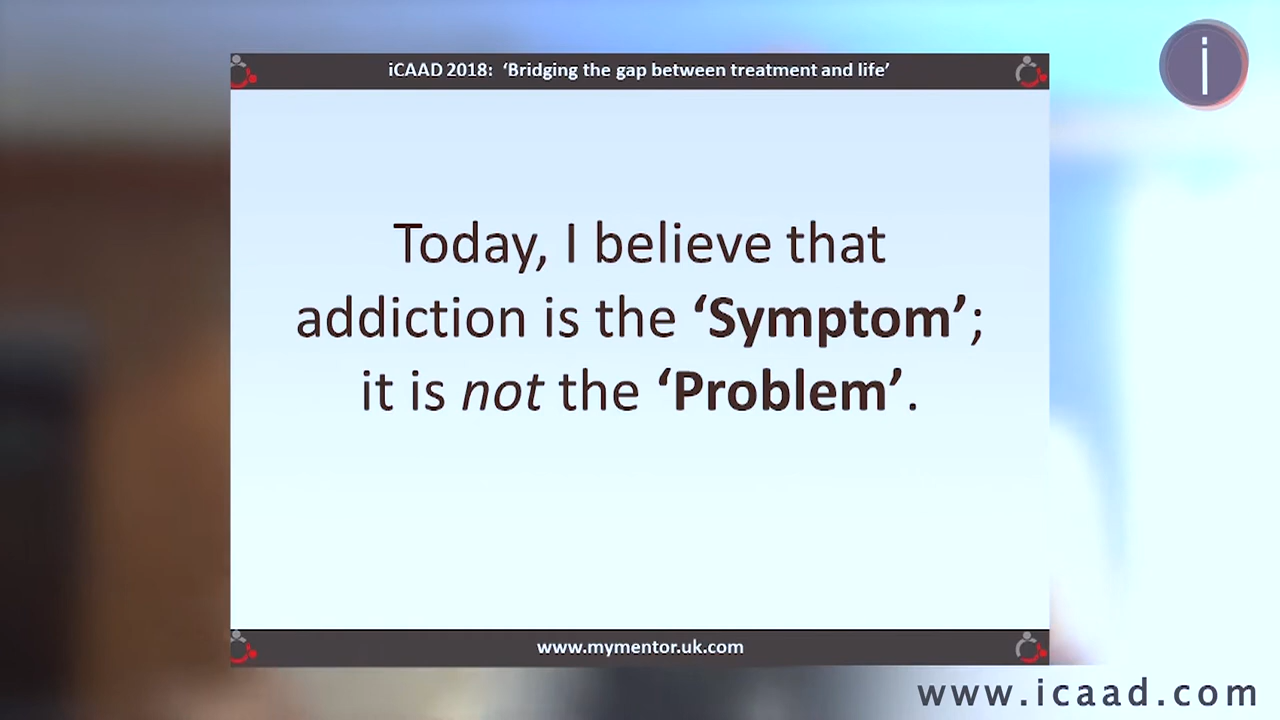 iCAAD 2018:  ‘Bridging the gap between treatment and life’
i
Today, I believe that
addiction is the ‘Symptom’;
it is not the ‘Problem’.
www.mymentor.uk.com
www.icaad.com